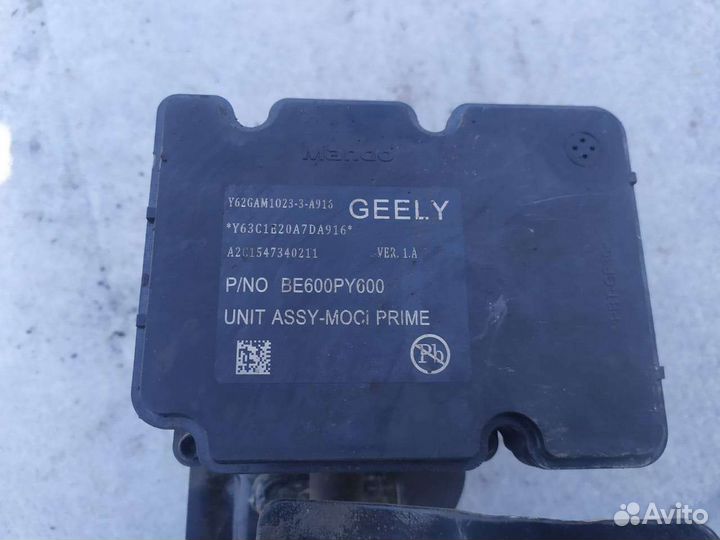 Mando
Y62GAM1023-3-A916 GEELY
*Y63C1E20A7DA916*
A2C1547340211 VER. 1.A
P/NO BE600PY600
UNIT ASSY-MOCI PRIME
Pb
Avito